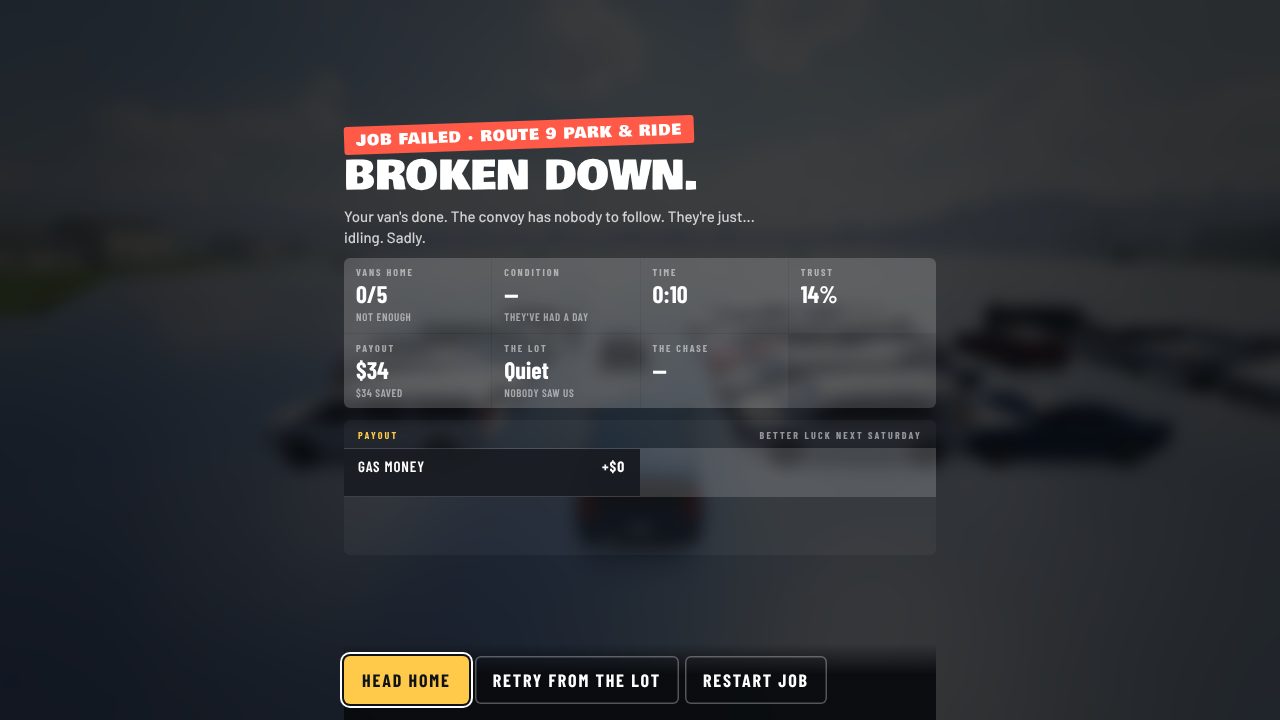 JOB FAILED · ROUTE 9 PARK & RIDE
BROKEN DOWN.
Your van's done. The convoy has nobody to follow. They're just...
idling. Sadly.
VANS HOME
0/5
NOT ENOUGH
CONDITION
—
THEY'VE HAD A DAY
TIME
0:10
TRUST
14%
PAYOUT
$34
$34 SAVED
THE LOT
Quiet
NOBODY SAW US
THE CHASE
—
PAYOUT
BETTER LUCK NEXT SATURDAY
GAS MONEY
+$0
HEAD HOME
RETRY FROM THE LOT
RESTART JOB